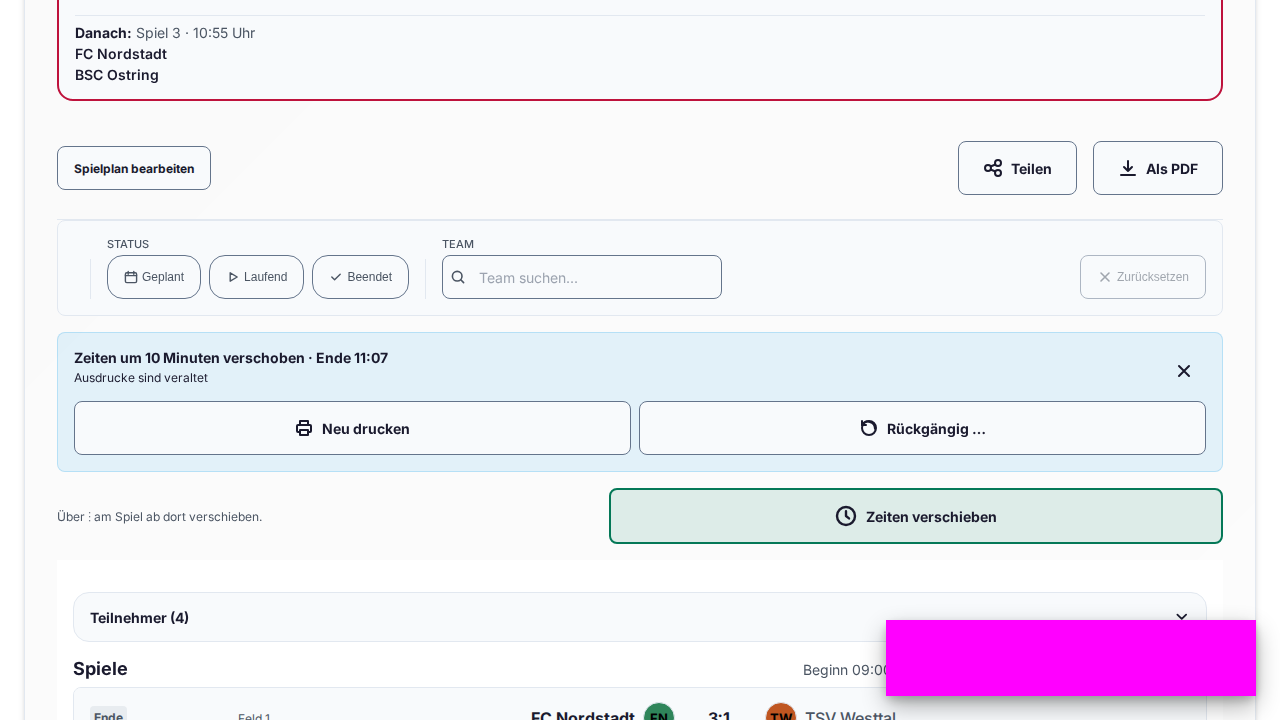 Danach: Spiel 3 · 10:55 Uhr
FC Nordstadt
BSC Ostring
Spielplan bearbeiten
Teilen
Als PDF
STATUS
TEAM
Geplant
Laufend
Beendet
Team suchen...
Zurücksetzen
Zeiten um 10 Minuten verschoben · Ende 11:07
Ausdrucke sind veraltet
Neu drucken
Rückgängig ...
Über ⋮ am Spiel ab dort verschieben.
Zeiten verschieben
Teilnehmer (4)
Spiele
Beginn 09:00
Ende
Feld 1
FC Nordstadt FN 3:1 TW TSV Westtal